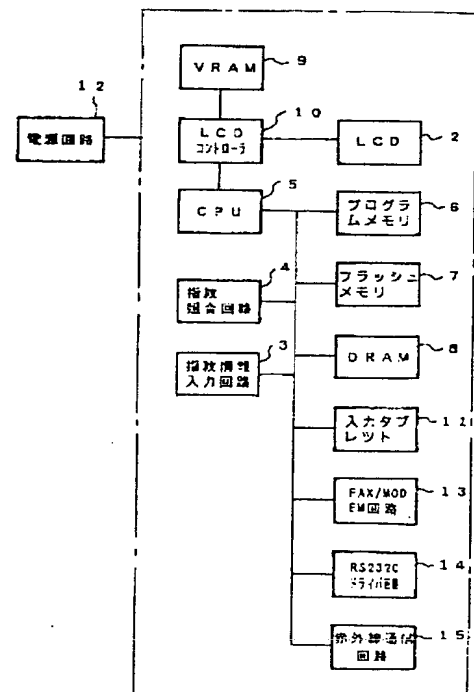 9
VRAM
12
電源回路
10
LCD
コントローラ
LCD
2
5
CPU
プログラ
ムメモリ
6
4
指紋
照合回路
フラッシュ
メモリ
7
3
指紋情報
入力回路
DRAM
8
入力タブ
レット
11
FAX/MOD
EM回路
13
RS232C
ドライバ回路
14
赤外線通信
回路
15